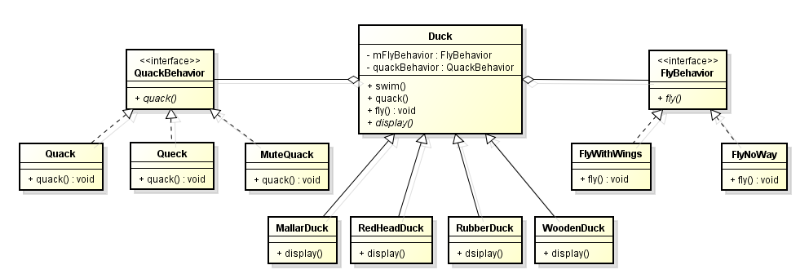 Duck
- mFlyBehavior : FlyBehavior
- quackBehavior : QuackBehavior
+ swim()
+ quack()
+ fly() : void
+ display()
<<interface>>
QuackBehavior
+ quack()
<<interface>>
FlyBehavior
+ fly()
Quack
+ quack() : void
Queck
+ quack() : void
MuteQuack
+ quack() : void
FlyWithWings
+ fly() : void
FlyNoWay
+ fly() : void
MallarDuck
+ display()
RedHeadDuck
+ display()
RubberDuck
+ dsiplay()
WoodenDuck
+ display()